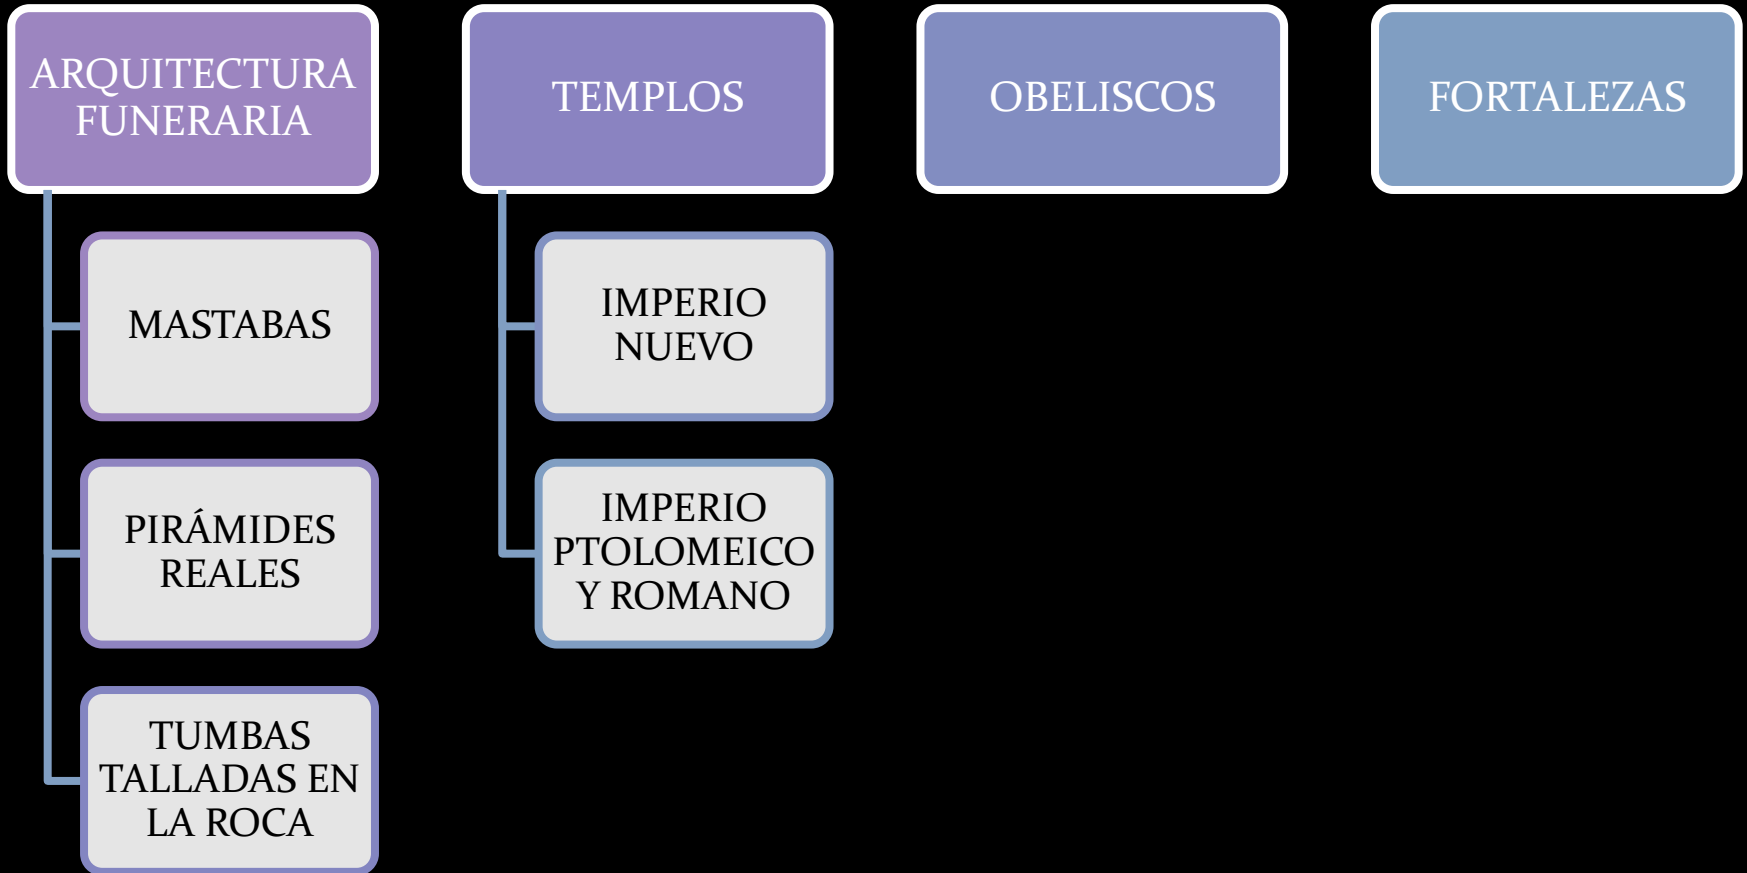 ARQUITECTURA
FUNERARIA
MASTABAS
PIRÁMIDES
REALES
TUMBAS
TALLADAS EN
LA ROCA
TEMPLOS
IMPERIO
NUEVO
IMPERIO
PTOLOMEICO
Y ROMANO
OBELISCOS
FORTALEZAS